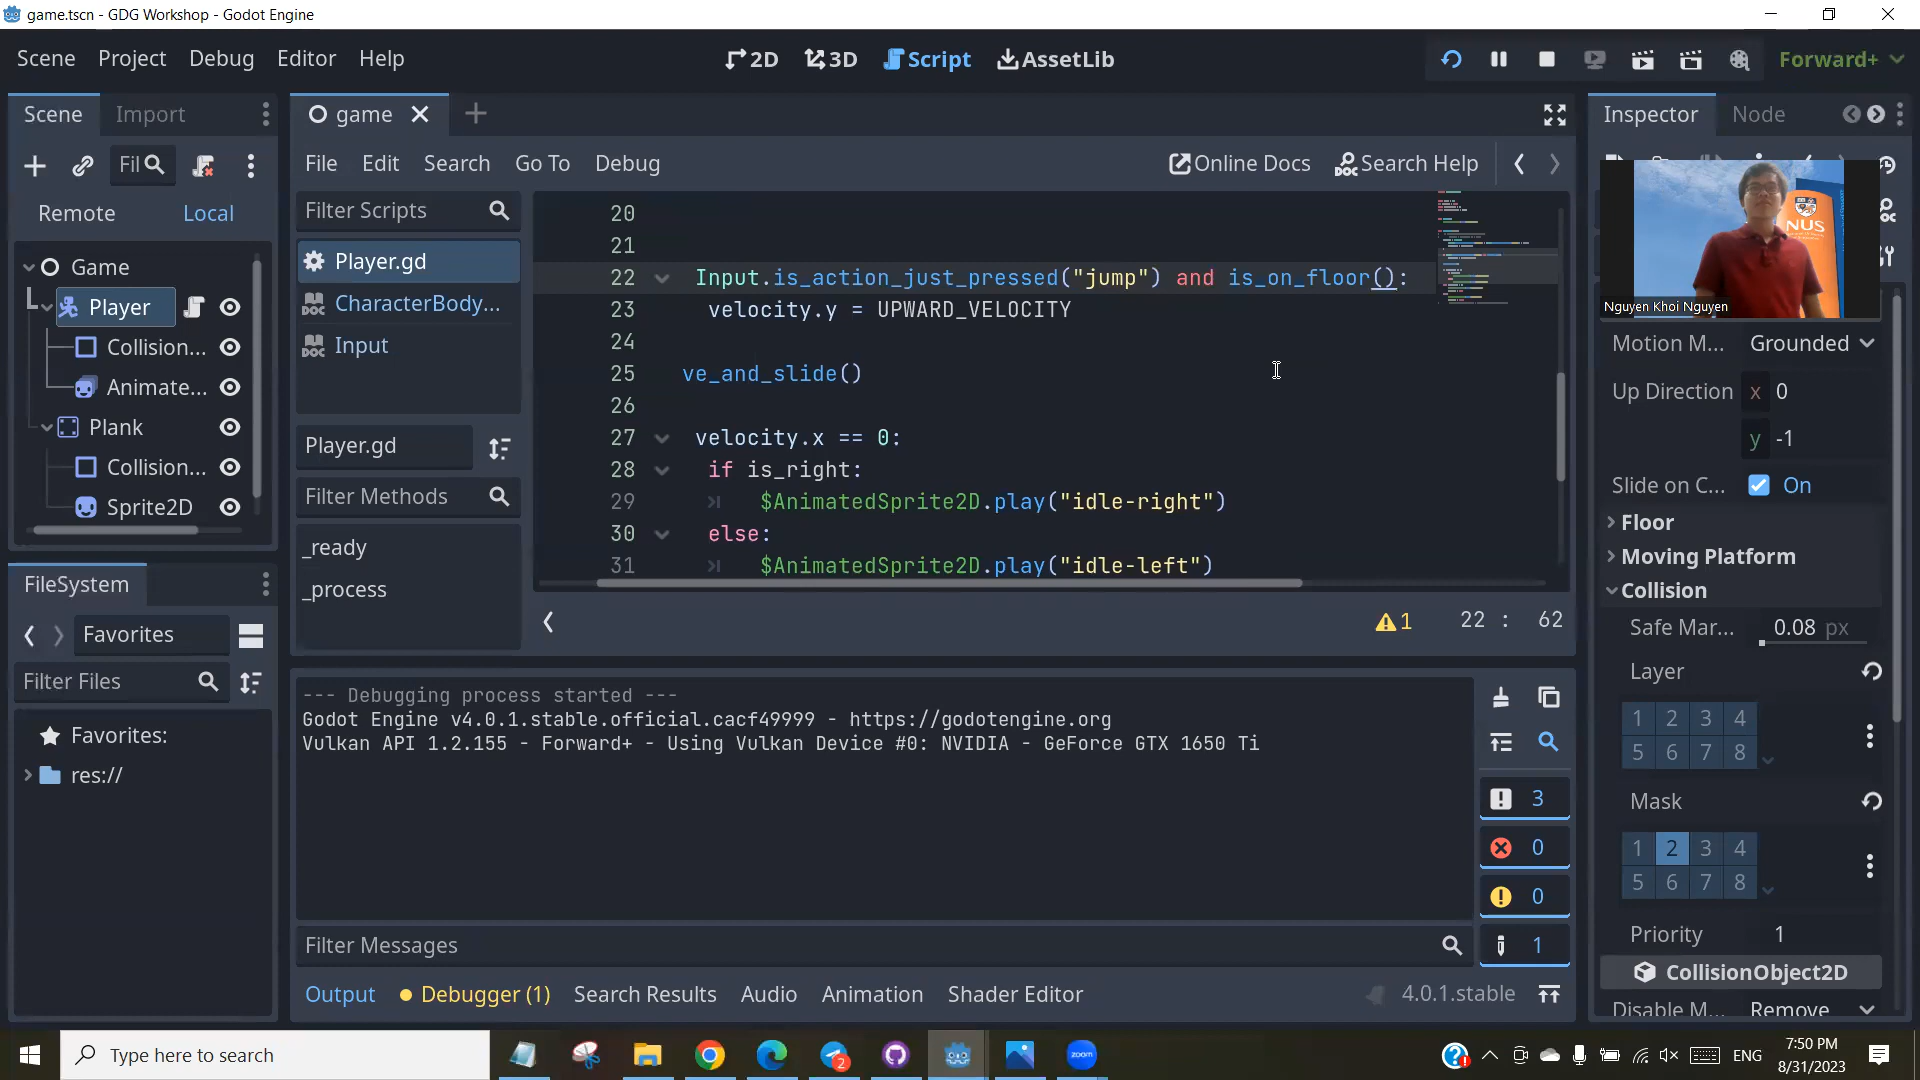 game.tscn - GDG Workshop - Godot Engine
Scene Project Debug Editor Help
2D 3D Script AssetLib
Forward+
Scene Import
Fil
Remote Local
Game
Player
Collision...
Animate...
Plank
Collision...
Sprite2D
FileSystem
Favorites
Filter Files
Favorites:
res://
game
File Edit Search Go To Debug
Online Docs Search Help
Filter Scripts
Player.gd
CharacterBody...
Input
Player.gd
Filter Methods
_ready
_process
20
21
22 Input.is_action_just_pressed("jump") and is_on_floor():
23 velocity.y = UPWARD_VELOCITY
24
25 ve_and_slide()
26
27 velocity.x == 0:
28 if is_right:
29 $AnimatedSprite2D.play("idle-right")
30 else:
31 $AnimatedSprite2D.play("idle-left")
1 22 : 62
--- Debugging process started ---
Godot Engine v4.0.1.stable.official.cacf49999 - https://godotengine.org
Vulkan API 1.2.155 - Forward+ - Using Vulkan Device #0: NVIDIA - GeForce GTX 1650 Ti
3
0
0
1
Filter Messages
Output Debugger (1) Search Results Audio Animation Shader Editor
4.0.1.stable
Inspector Node
NUS
Nguyen Khoi Nguyen
Motion M... Grounded
Up Direction x 0
y -1
Slide on C... On
Floor
Moving Platform
Collision
Safe Mar... 0.08 px
Layer
1 2 3 4
5 6 7 8
Mask
1 2 3 4
5 6 7 8
Priority 1
CollisionObject2D
Disable M... Remove
Type here to search
2
zoom
ENG
7:50 PM
8/31/2023